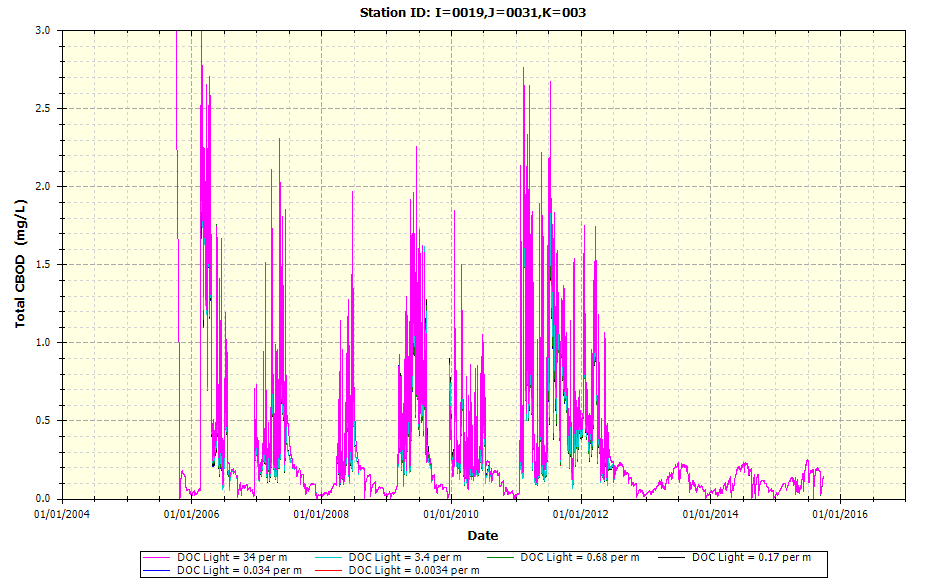 Station ID: I=0019,J=0031,K=003
3.0
2.5
2.0
1.5
1.0
0.5
0.0
Total CBOD (mg/L)
01/01/2004 01/01/2006 01/01/2008 01/01/2010 01/01/2012 01/01/2014 01/01/2016
Date
DOC Light = 34 per m DOC Light = 3.4 per m DOC Light = 0.68 per m DOC Light = 0.17 per m
DOC Light = 0.034 per m DOC Light = 0.0034 per m